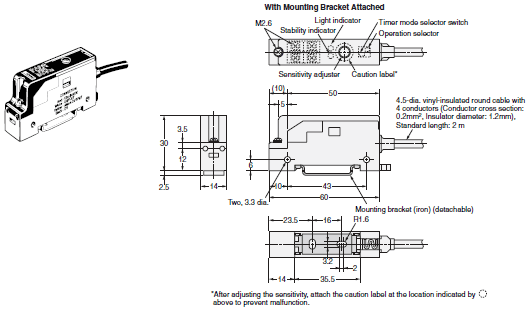 With Mounting Bracket Attached
M2.6
Light indicator
Stability indicator
Timer mode selector switch
Operation selector
Sensitivity adjuster
Caution label*
(10)
50
5
4.5-dia. vinyl-insulated round cable with
4 conductors (Conductor cross section:
0.2mm², Insulator diameter: 1.2mm),
Standard length: 2 m
3.5
30
12
2.5
14
6
10
43
60
Two, 3.3 dia.
Mounting bracket (iron) (detachable)
23.5
16
R1.6
3.2
2
14
35.5
*After adjusting the sensitivity, attach the caution label at the location indicated by
above to prevent malfunction.